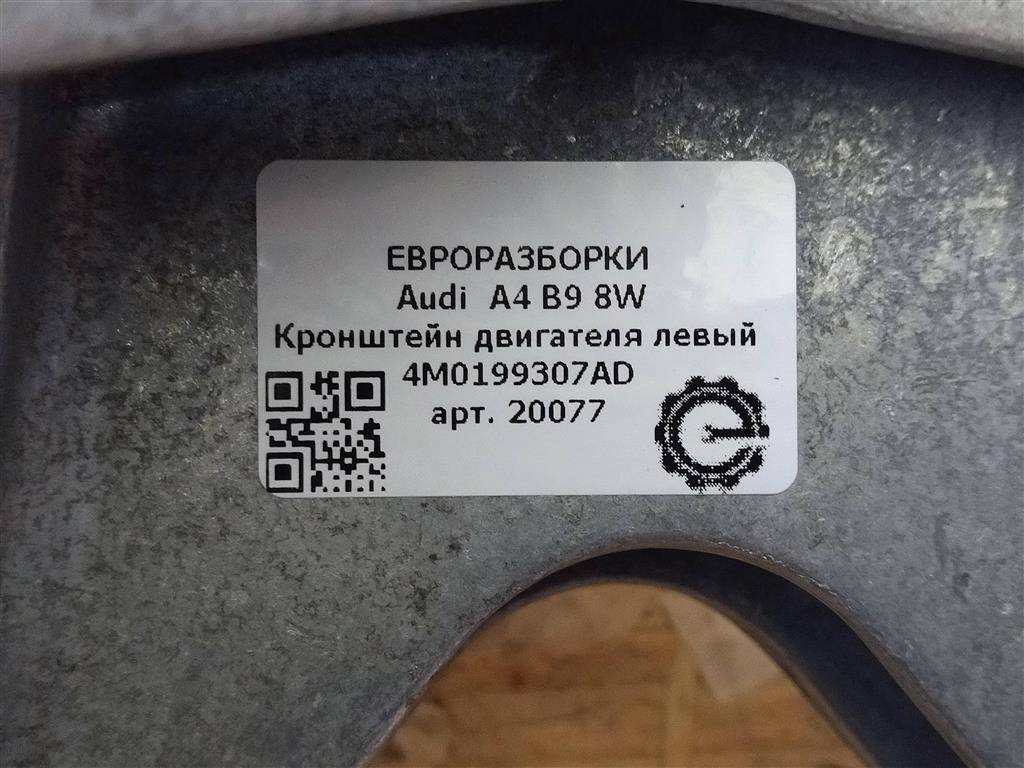 ЕВРОРАЗБОРКИ
Audi A4 B9 8W
Кронштейн двигателя левый
4M0199307AD
арт. 20077